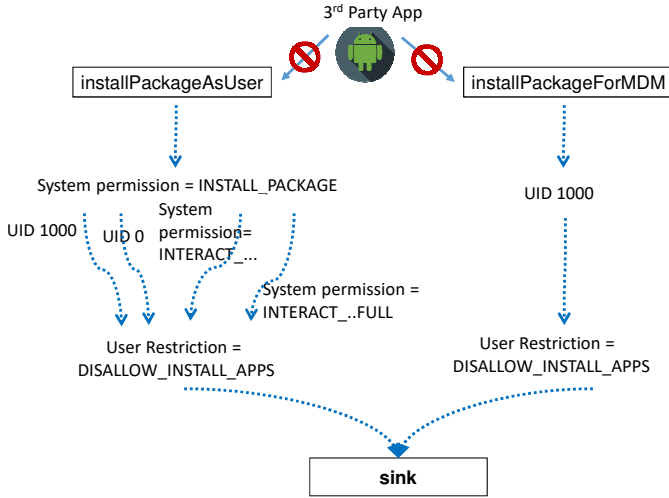 3rd Party App
installPackageAsUser
installPackageForMDM
System permission = INSTALL_PACKAGE
UID 1000
UID 1000
UID 0
System
permission=
INTERACT_...
System permission =
INTERACT_..FULL
User Restriction =
DISALLOW_INSTALL_APPS
User Restriction =
DISALLOW_INSTALL_APPS
sink